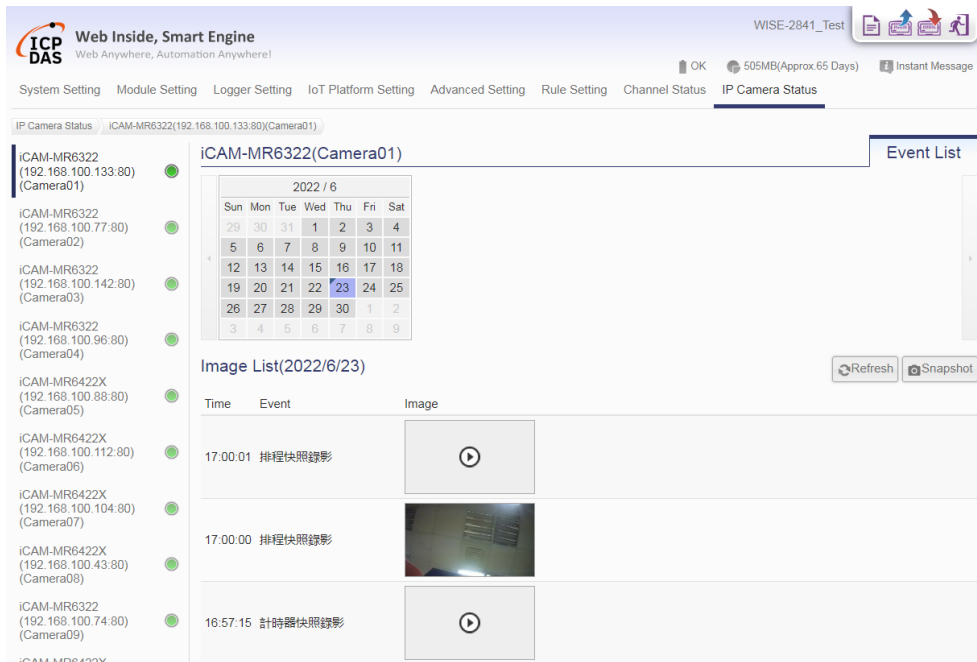 ICP DAS
Web Inside, Smart Engine
Web Anywhere, Automation Anywhere!
WISE-2841_Test
OK 505MB(Approx.65 Days) Instant Message
System Setting Module Setting Logger Setting IoT Platform Setting Advanced Setting Rule Setting Channel Status IP Camera Status
IP Camera Status iCAM-MR6322(192.168.100.133:80)(Camera01)
iCAM-MR6322
(192.168.100.133:80)
(Camera01)
iCAM-MR6322
(192.168.100.77:80)
(Camera02)
iCAM-MR6322
(192.168.100.142:80)
(Camera03)
iCAM-MR6322
(192.168.100.96:80)
(Camera04)
iCAM-MR6422X
(192.168.100.88:80)
(Camera05)
iCAM-MR6422X
(192.168.100.112:80)
(Camera06)
iCAM-MR6422X
(192.168.100.104:80)
(Camera07)
iCAM-MR6422X
(192.168.100.43:80)
(Camera08)
iCAM-MR6322
(192.168.100.74:80)
(Camera09)
iCAM-MR6422X
iCAM-MR6322(Camera01) Event List
2022 / 6
Sun Mon Tue Wed Thu Fri Sat
29 30 31 1 2 3 4
5 6 7 8 9 10 11
12 13 14 15 16 17 18
19 20 21 22 23 24 25
26 27 28 29 30 1 2
3 4 5 6 7 8 9
Image List(2022/6/23) Refresh Snapshot
Time Event Image
17:00:01 排程快照錄影
17:00:00 排程快照錄影
16:57:15 計時器快照錄影